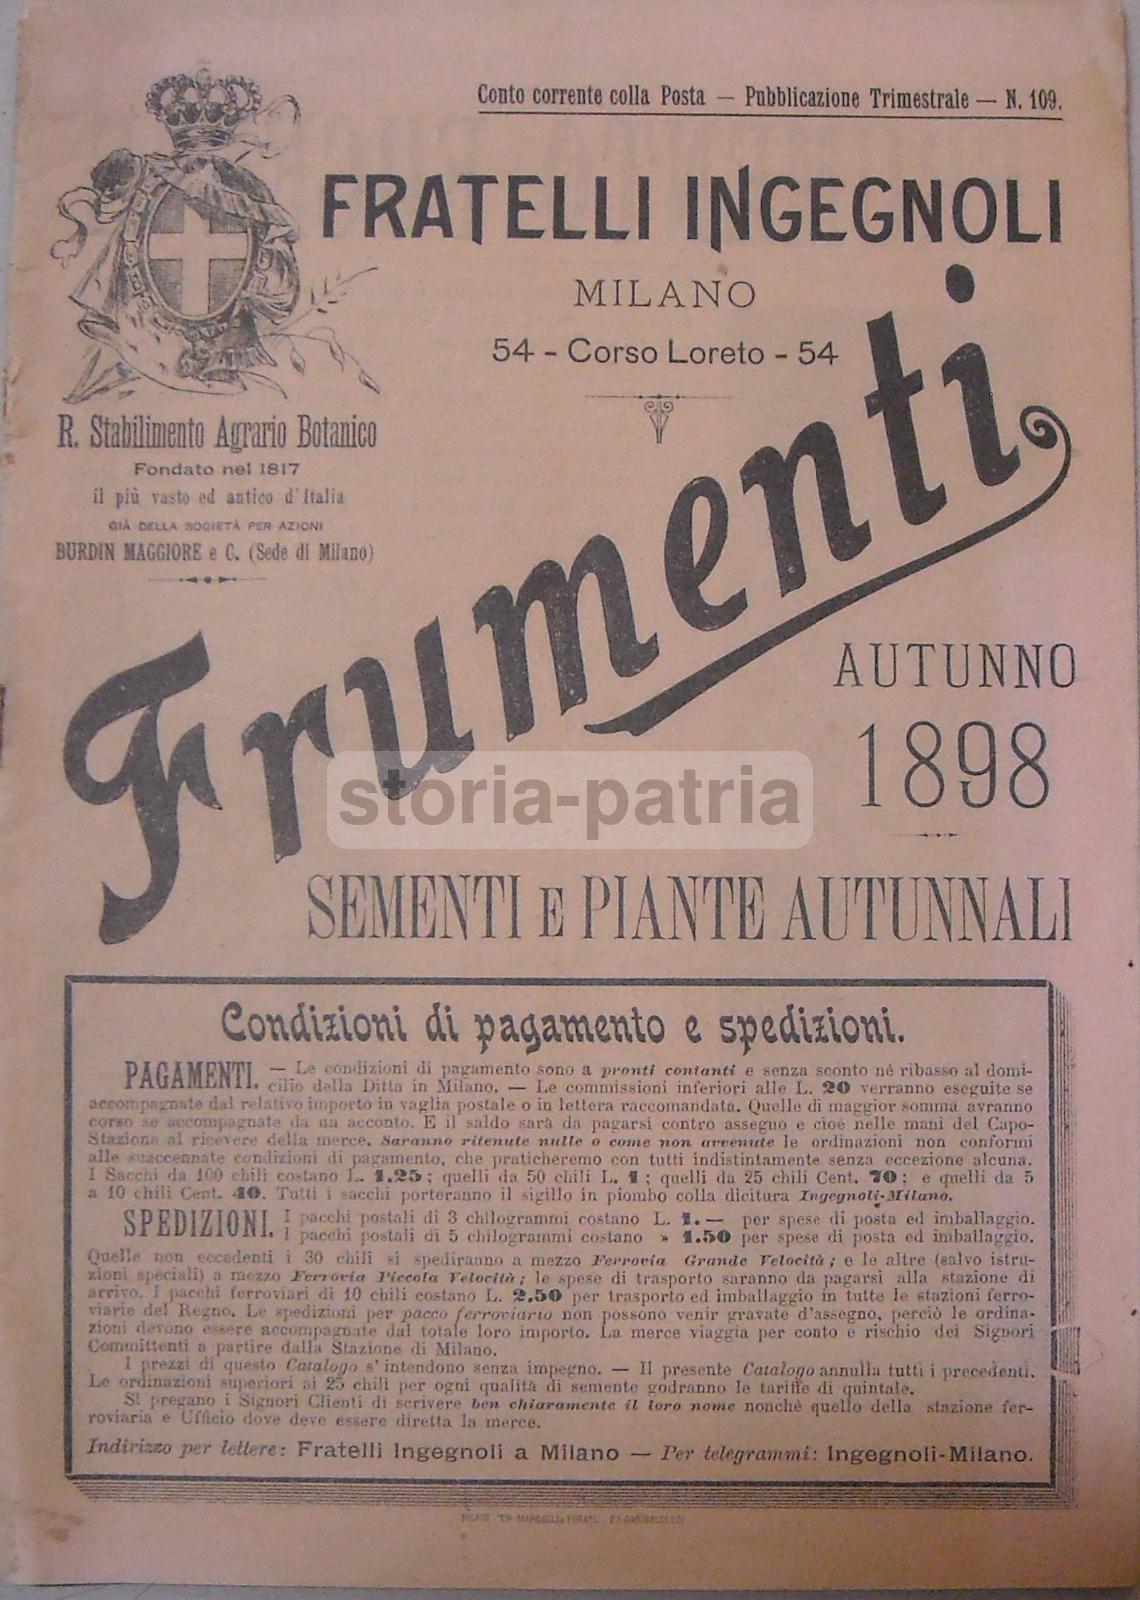 Conto corrente colla Posta — Pubblicazione Trimestrale — N. 109.
FRATELLI INGEGNOLI
MILANO
54 - Corso Loreto - 54
R. Stabilimento Agrario Botanico
Fondato nel 1817
il più vasto ed antico d'Italia
GIÀ DELLA SOCIETÀ PER AZIONI
BURDIN MAGGIORE e C. (Sede di Milano)
Frumenti
AUTUNNO
1898
storia-patria
SEMENTI E PIANTE AUTUNNALI
Condizioni di pagamento e spedizioni.
PAGAMENTI. — Le condizioni di pagamento sono a pronti contanti e senza sconto nè ribasso al domi-
cilio della Ditta in Milano. — Le commissioni inferiori alle L. 20 verranno eseguite se
accompagnate dal relativo importo in vaglia postale o in lettera raccomandata. Quelle di maggior somma avranno
corso se accompagnate da un acconto. E il saldo sarà da pagarsi contro assegno e cioè nelle mani del Capo-
Stazione al ricevere della merce. Saranno ritenute nulle o come non avvenute le ordinazioni non conformi
alle suaccennate condizioni di pagamento, che praticheremo con tutti indistintamente senza eccezione alcuna.
I Sacchi da 100 chili costano L. 1.25; quelli da 50 chili L. 1; quelli da 25 chili Cent. 70; e quelli da 5
a 10 chili Cent. 40. Tutti i sacchi porteranno il sigillo in piombo colla dicitura Ingegnoli-Milano.
SPEDIZIONI. I pacchi postali di 3 chilogrammi costano L. 1.— per spese di posta ed imballaggio.
I pacchi postali di 5 chilogrammi costano » 1.50 per spese di posta ed imballaggio.
Quelle non eccedenti i 30 chili si spediranno a mezzo Ferrovia Grande Velocità; e le altre (salvo istru-
zioni speciali) a mezzo Ferrovia Piccola Velocità; le spese di trasporto saranno da pagarsi alla stazione di
arrivo. I pacchi ferroviari di 10 chili costano L. 2.50 per trasporto ed imballaggio in tutte le stazioni ferro-
viarie del Regno. Le spedizioni per pacco ferroviario non possono venir gravate d'assegno, perciò le ordina-
zioni devono essere accompagnate dal totale loro importo. La merce viaggia per conto e rischio dei Signori
Committenti a partire dalla Stazione di Milano.
I prezzi di questo Catalogo s'intendono senza impegno. — Il presente Catalogo annulla tutti i precedenti.
Le ordinazioni superiori ai 25 chili per ogni qualità di semente godranno le tariffe di quintale.
Si pregano i Signori Clienti di scrivere ben chiaramente il loro nome nonchè quello della stazione fer-
roviaria e Ufficio dove deve essere diretta la merce.
Indirizzo per lettere: Fratelli Ingegnoli a Milano — Per telegrammi: Ingegnoli-Milano.
MILANO TIP.